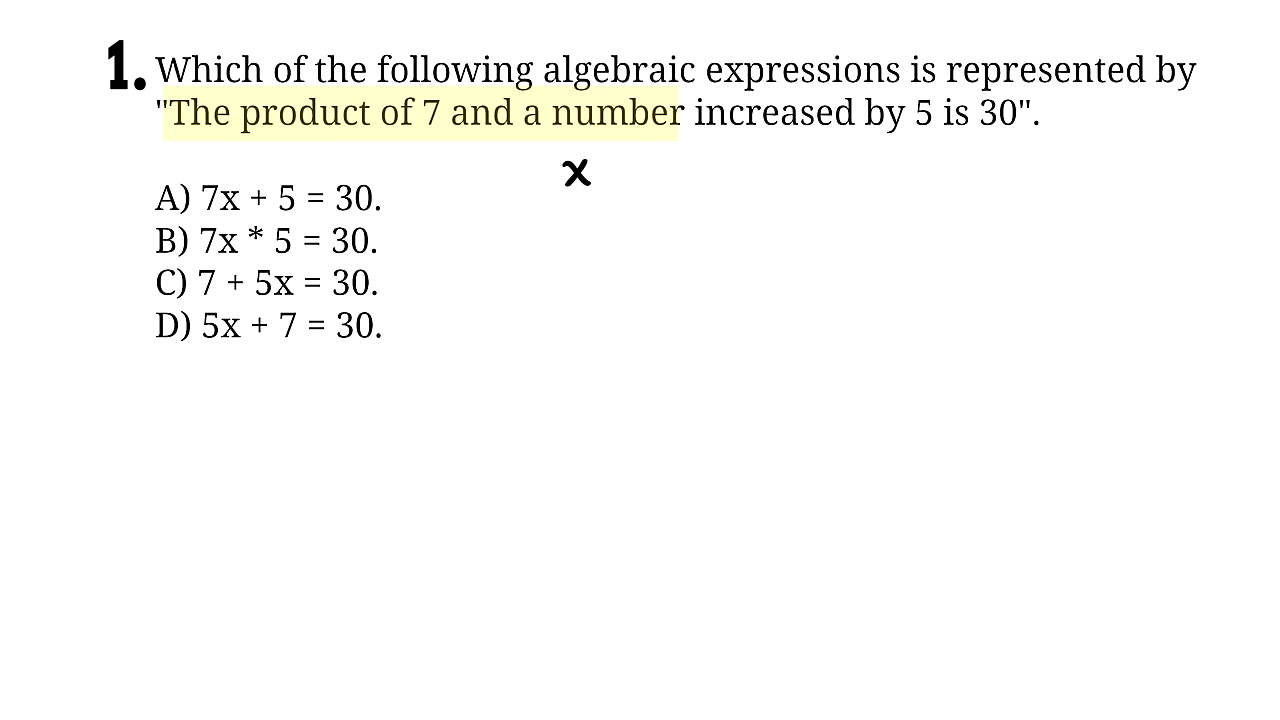 1. Which of the following algebraic expressions is represented by
"The product of 7 and a number increased by 5 is 30".
x
A) 7x + 5 = 30.
B) 7x * 5 = 30.
C) 7 + 5x = 30.
D) 5x + 7 = 30.